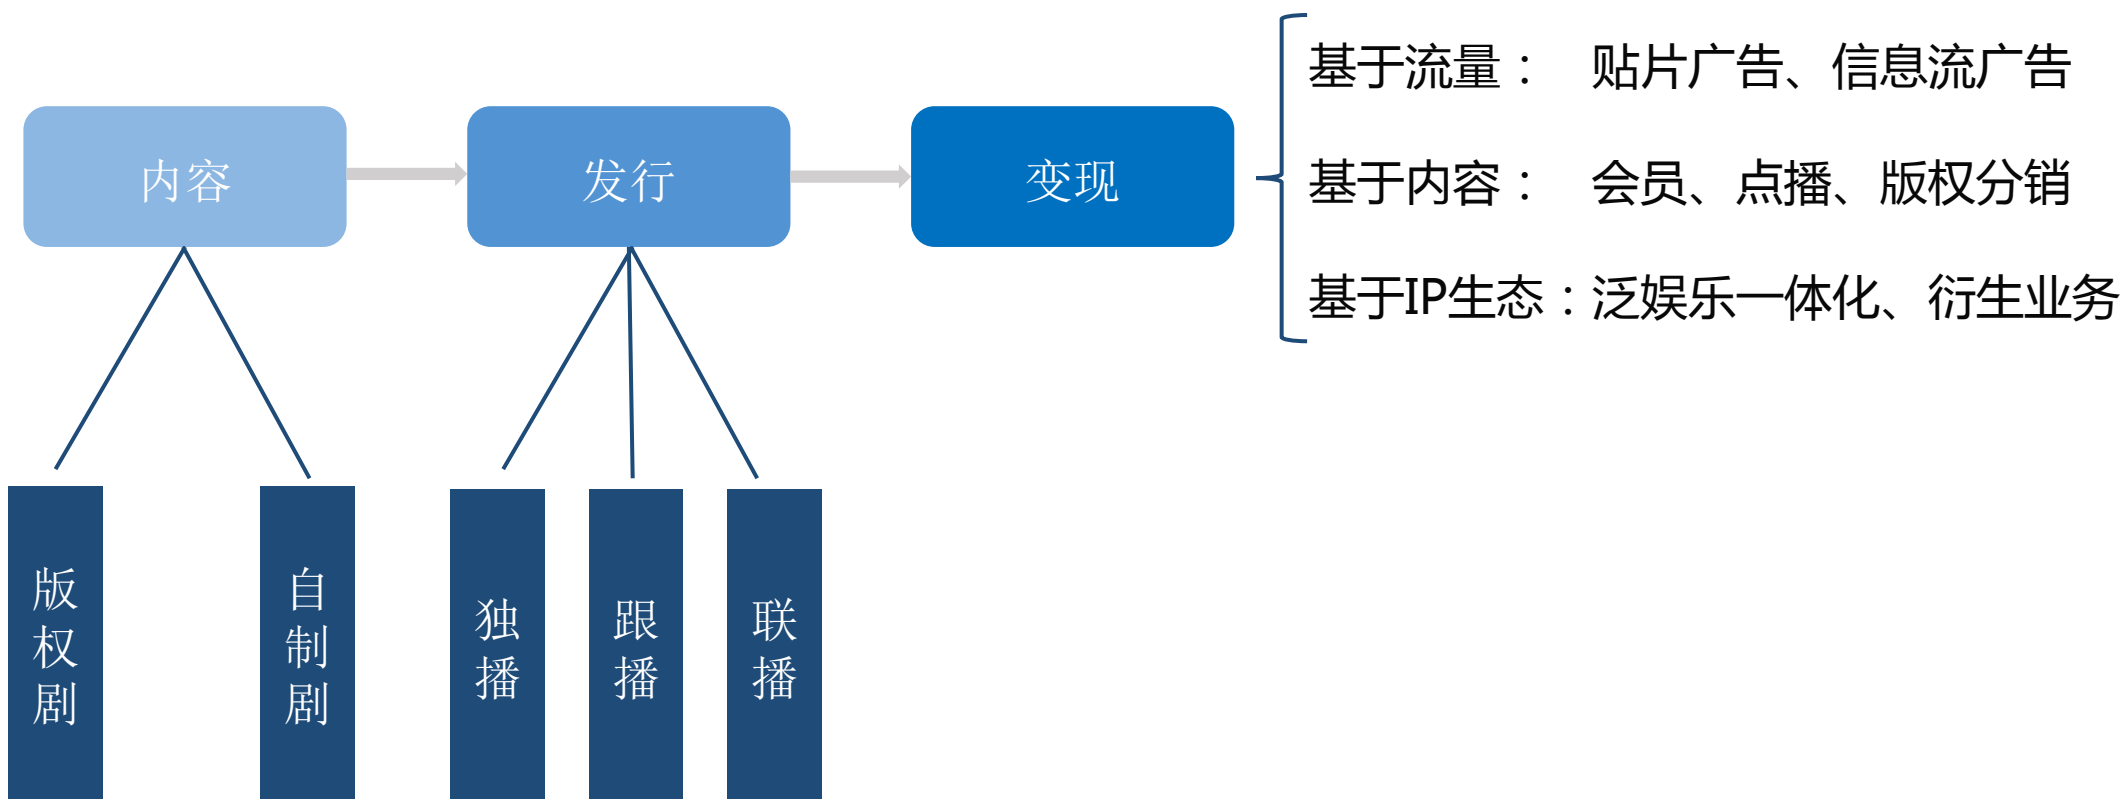 基于流量： 贴片广告、信息流广告
内容
发行
变现
基于内容： 会员、点播、版权分销
基于IP生态：泛娱乐一体化、衍生业务
版权剧
自制剧
独播
跟播
联播